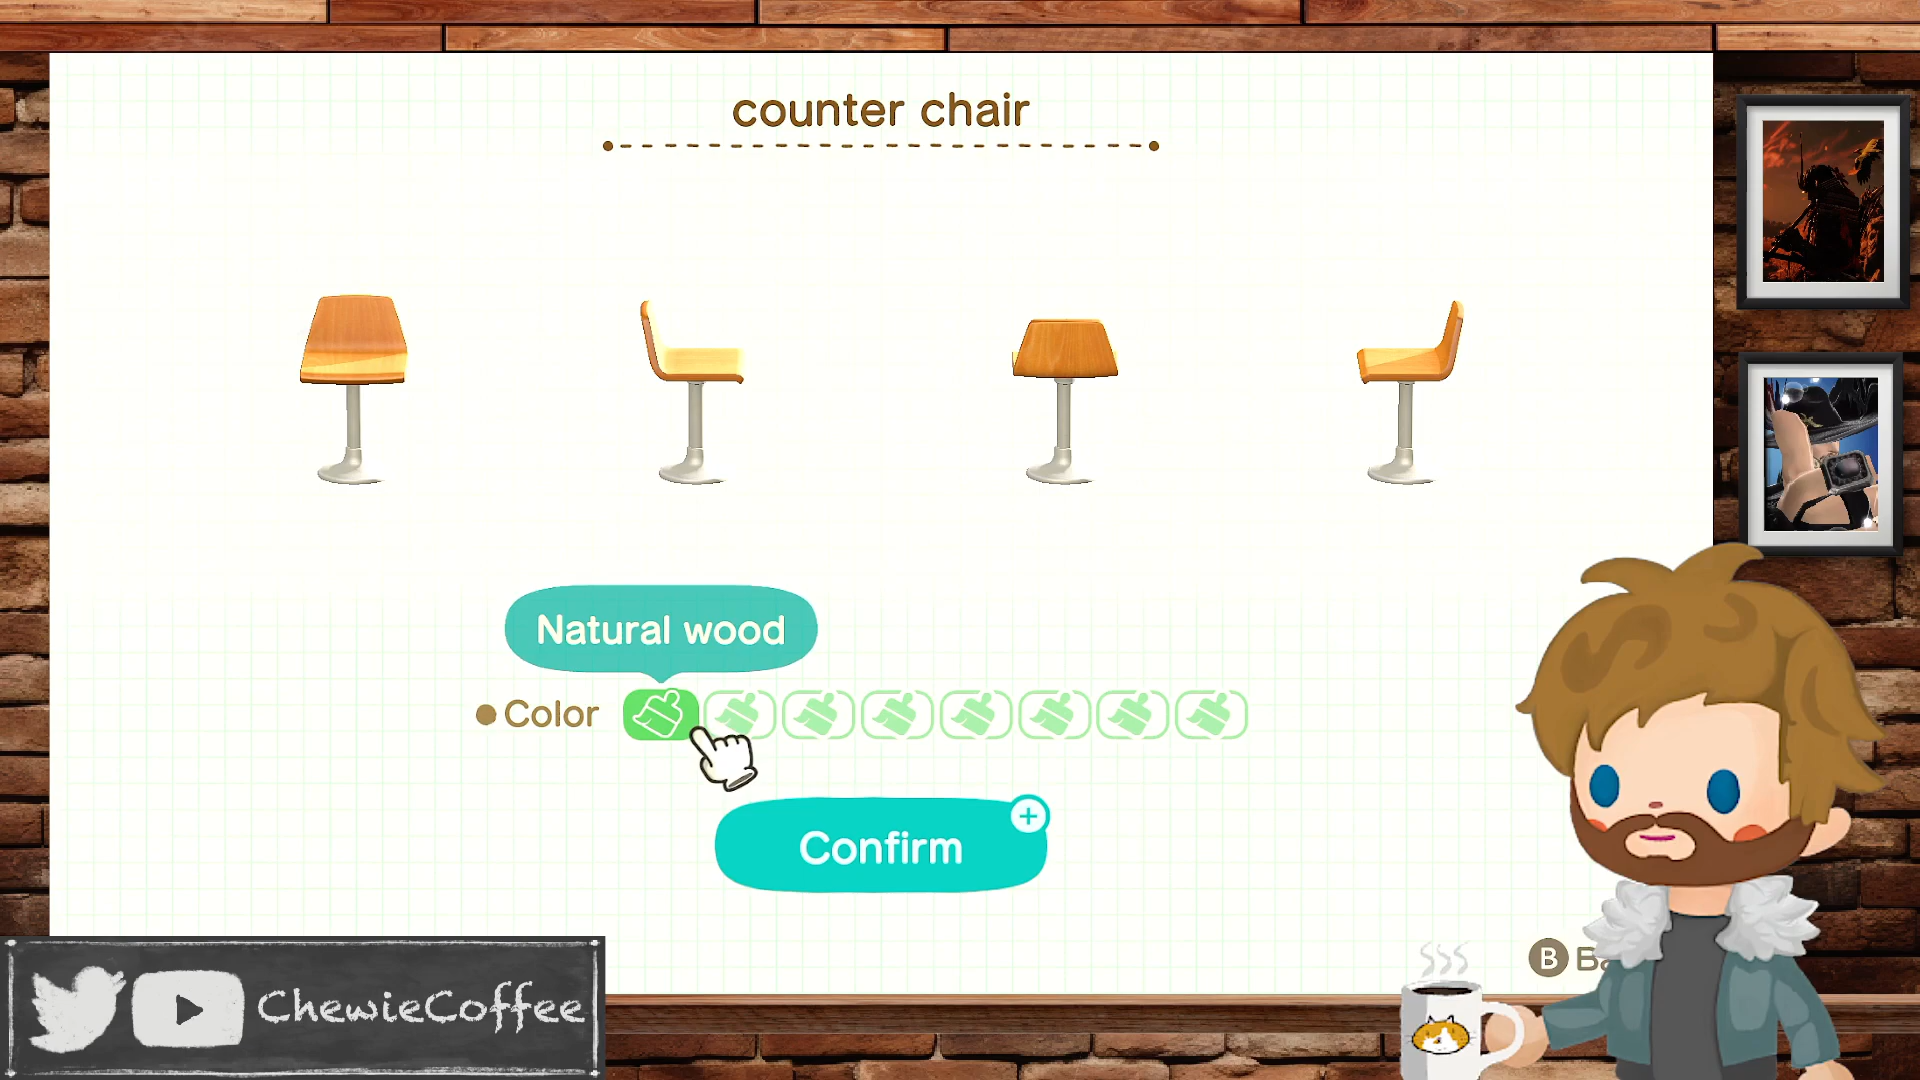 counter chair
Natural wood
Color
Confirm
B
ChewieCoffee